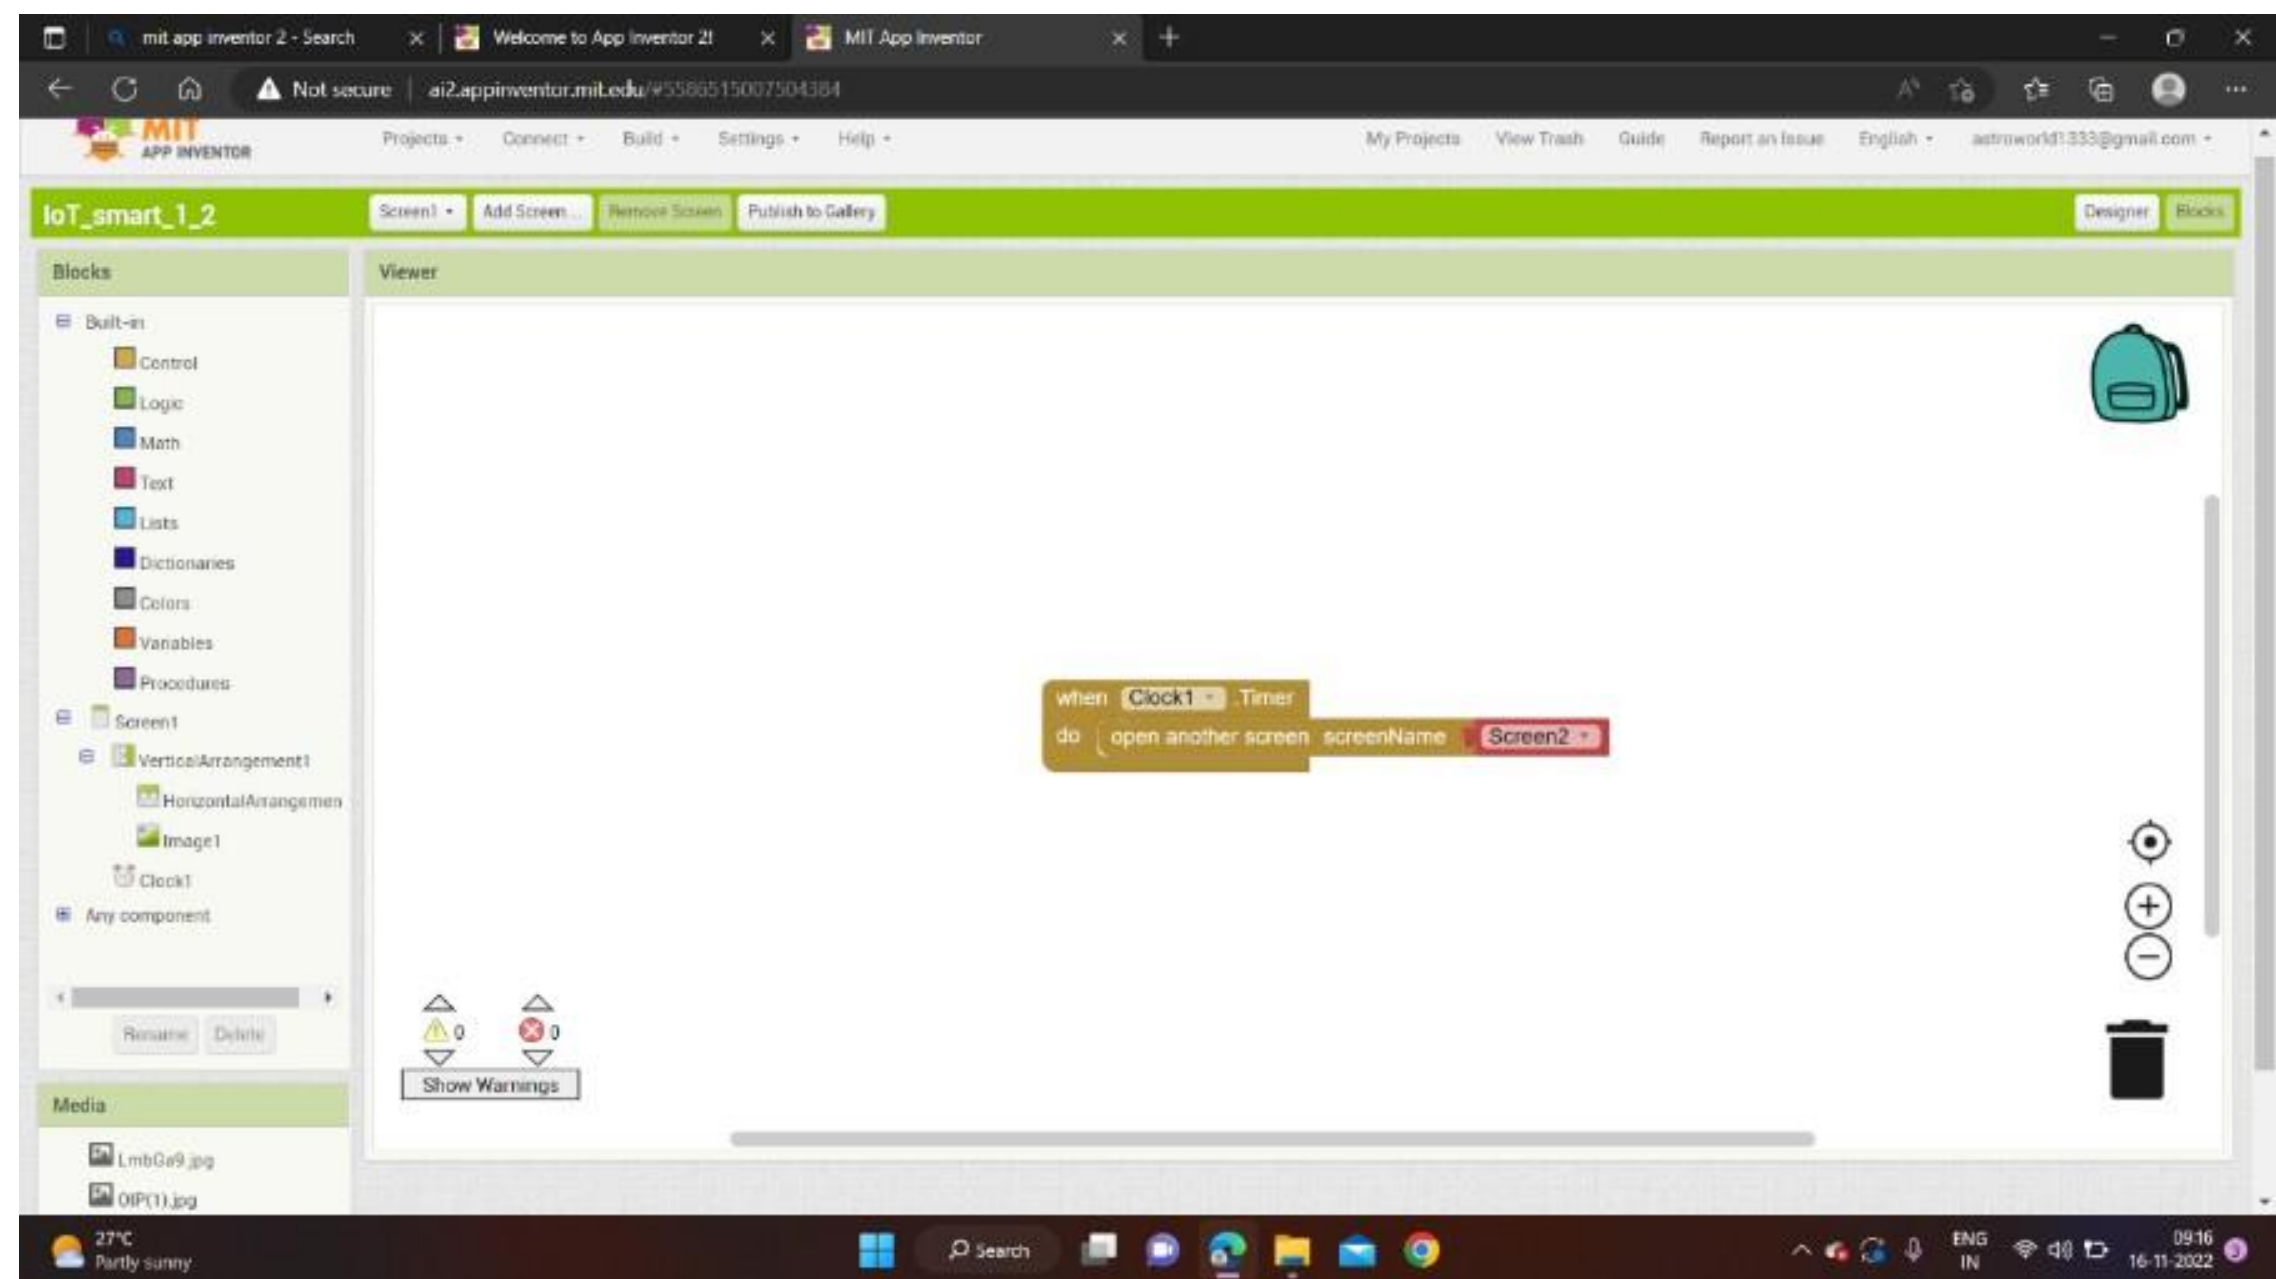 mit app inventor 2 - Search
Welcome to App Inventor 2!
MIT App Inventor
Not secure
ai2.appinventor.mit.edu/#5586515007504384
MIT
APP INVENTOR
Projects
Connect
Build
Settings
Help
My Projects
View Trash
Guide
Report an Issue
English
astroworld1333@gmail.com
IoT_smart_1_2
Screen1
Add Screen ...
Remove Screen
Publish to Gallery
Designer
Blocks
Blocks
Viewer
Built-in
Control
Logic
Math
Text
Lists
Dictionaries
Colors
Variables
Procedures
Screen1
VerticalArrangement1
HorizontalArrangemen
Image1
Clock1
Any component
Rename
Delete
when Clock1 .Timer
do open another screen screenName Screen2
0
0
Show Warnings
Media
LmbGa9.jpg
OIP(1).jpg
27°C
Partly sunny
Search
ENG
IN
09:16
16-11-2022
3